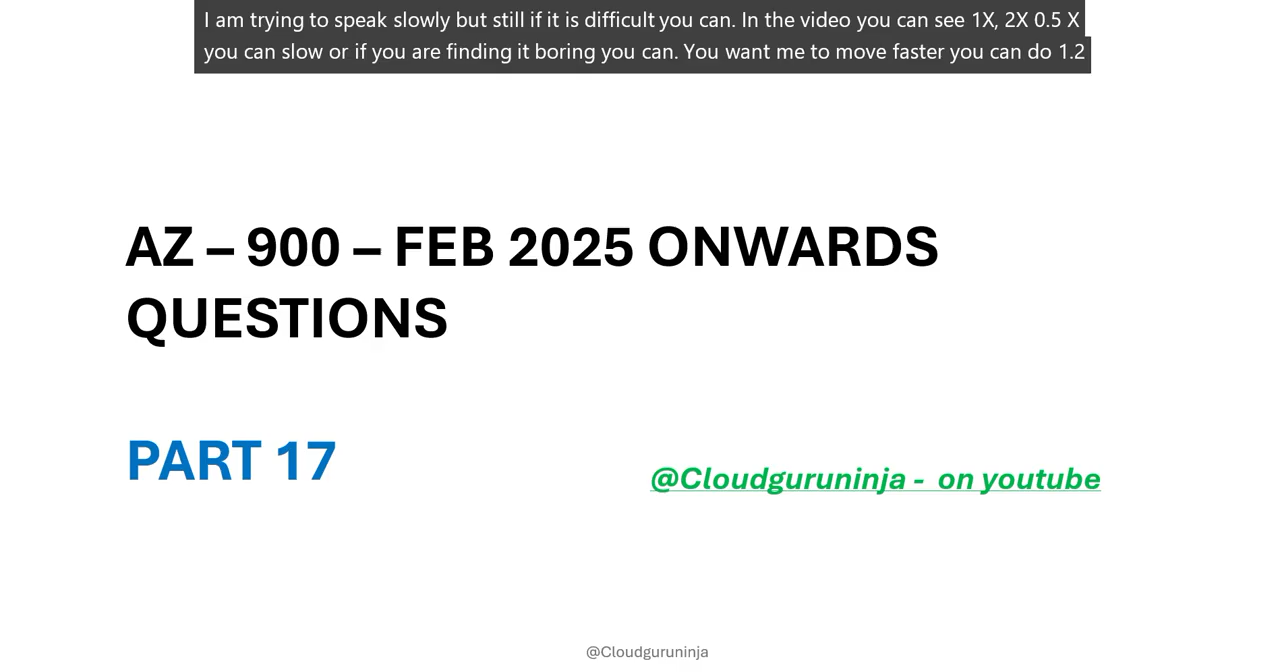 I am trying to speak slowly but still if it is difficult you can. In the video you can see 1X, 2X 0.5 X
you can slow or if you are finding it boring you can. You want me to move faster you can do 1.2
AZ – 900 – FEB 2025 ONWARDS
QUESTIONS
PART 17
@Cloudguruninja - on youtube
@Cloudguruninja